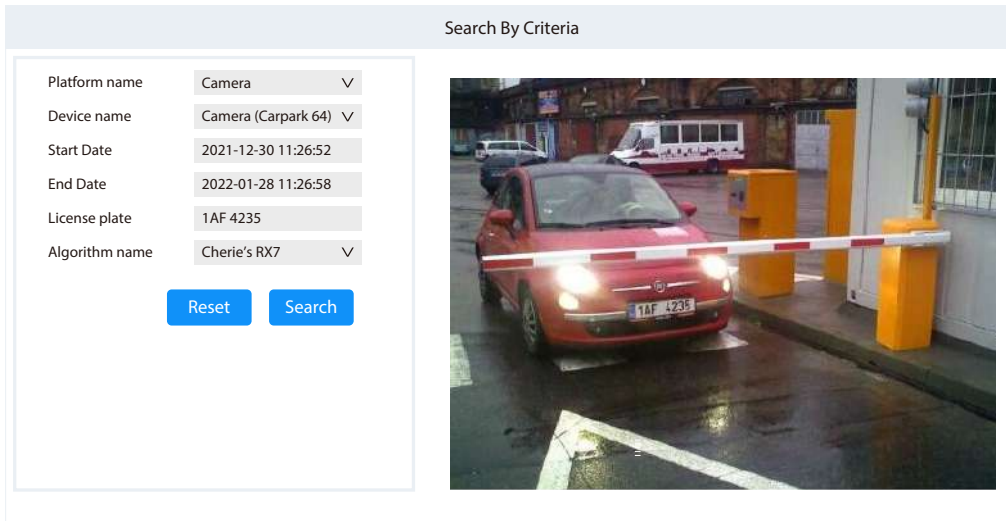 Search By Criteria
Platform name Camera
Device name Camera (Carpark 64)
Start Date 2021-12-30 11:26:52
End Date 2022-01-28 11:26:58
License plate 1AF 4235
Algorithm name Cherie's RX7
Reset Search
1AF 4235